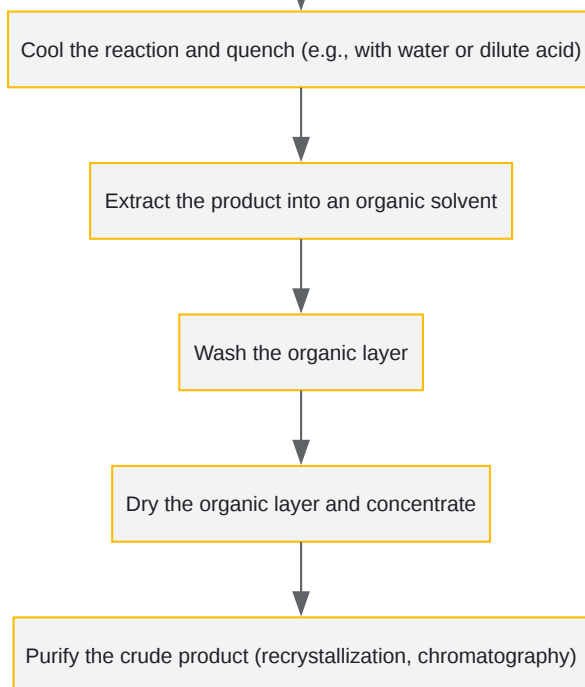 Cool the reaction and quench (e.g., with water or dilute acid)
Extract the product into an organic solvent
Wash the organic layer
Dry the organic layer and concentrate
Purify the crude product (recrystallization, chromatography)